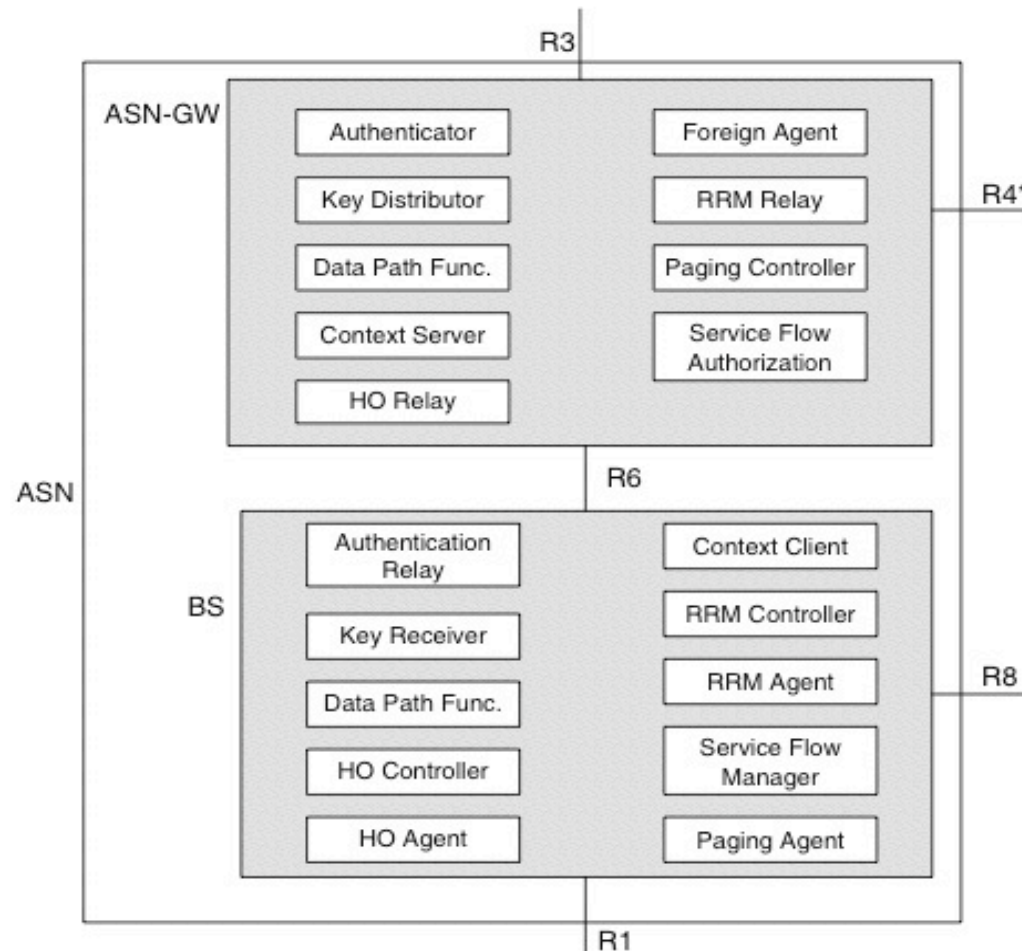 R3
ASN-GW
Authenticator
Foreign Agent
Key Distributor
RRM Relay
R4*
Data Path Func.
Paging Controller
Context Server
Service Flow
Authorization
HO Relay
ASN
R6
BS
Authentication
Relay
Context Client
Key Receiver
RRM Controller
Data Path Func.
RRM Agent
R8
HO Controller
Service Flow
Manager
HO Agent
Paging Agent
R1